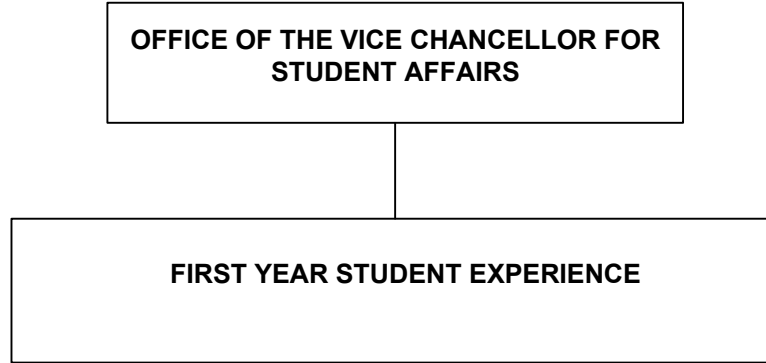 OFFICE OF THE VICE CHANCELLOR FOR
STUDENT AFFAIRS
FIRST YEAR STUDENT EXPERIENCE